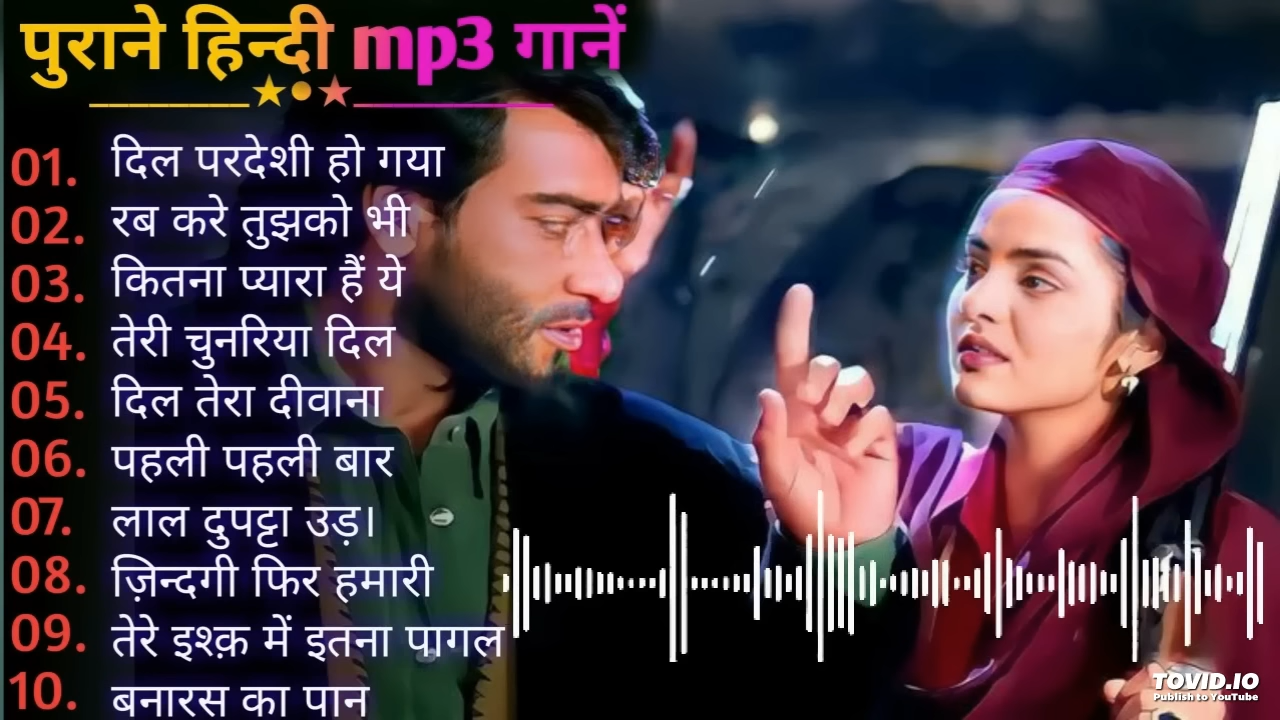 पुराने हिन्दी mp3 गानें
01. दिल परदेशी हो गया
02. रब करे तुझको भी
03. कितना प्यारा हैं ये
04. तेरी चुनरिया दिल
05. दिल तेरा दीवाना
06. पहली पहली बार
07. लाल दुपट्टा उड़।
08. ज़िन्दगी फिर हमारी
09. तेरे इश्क़ में इतना पागल
10. बनारस का पान
TOVID.IO
Publish to YouTube